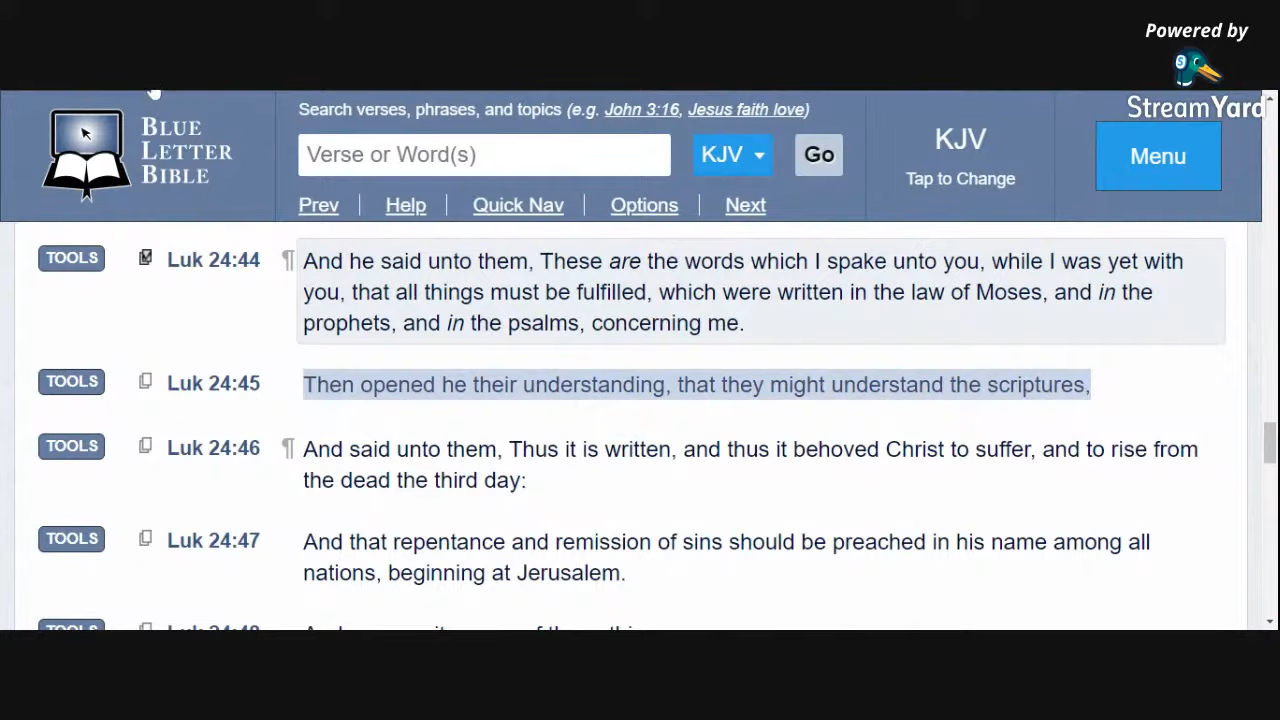 Powered by
StreamYard
BLUE
LETTER
BIBLE
Search verses, phrases, and topics (e.g. John 3:16, Jesus faith love)
Verse or Word(s)
KJV
Go
KJV
Tap to Change
Menu
Prev
Help
Quick Nav
Options
Next
TOOLS Luk 24:44 ¶ And he said unto them, These are the words which I spake unto you, while I was yet with
you, that all things must be fulfilled, which were written in the law of Moses, and in the
prophets, and in the psalms, concerning me.
TOOLS Luk 24:45 Then opened he their understanding, that they might understand the scriptures,
TOOLS Luk 24:46 ¶ And said unto them, Thus it is written, and thus it behoved Christ to suffer, and to rise from
the dead the third day:
TOOLS Luk 24:47 And that repentance and remission of sins should be preached in his name among all
nations, beginning at Jerusalem.
TOOLS Luk 24:48